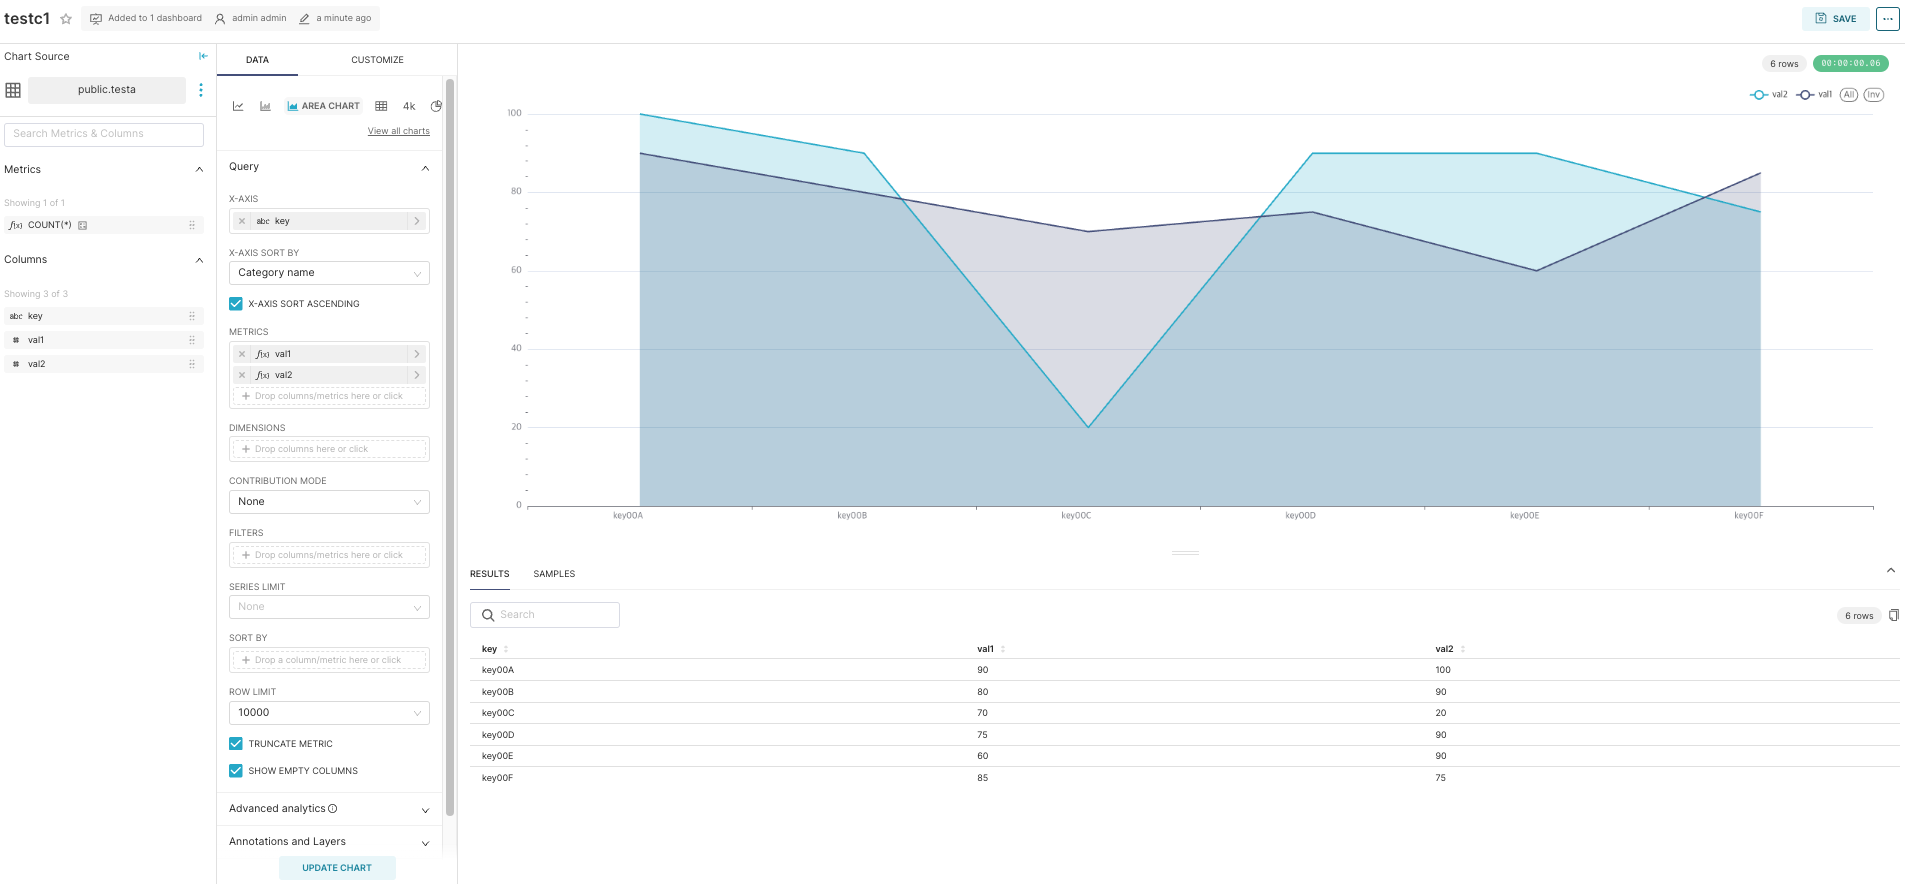 testc1
Added to 1 dashboard
admin admin
a minute ago
SAVE
...
Chart Source
public.testa
Search Metrics & Columns
Metrics
Showing 1 of 1
f(x) COUNT(*)
Columns
Showing 3 of 3
abc key
# val1
# val2
DATA
CUSTOMIZE
AREA CHART
4k
View all charts
Query
X-AXIS
abc key
X-AXIS SORT BY
Category name
X-AXIS SORT ASCENDING
METRICS
f(x) val1
f(x) val2
+ Drop columns/metrics here or click
DIMENSIONS
+ Drop columns here or click
CONTRIBUTION MODE
None
FILTERS
+ Drop columns/metrics here or click
SERIES LIMIT
None
SORT BY
+ Drop a column/metric here or click
ROW LIMIT
10000
TRUNCATE METRIC
SHOW EMPTY COLUMNS
Advanced analytics
Annotations and Layers
UPDATE CHART
6 rows
00:00:00.06
val2 val1 All Inv
100
80
60
40
20
0
key00A key00B key00C key00D key00E key00F
RESULTS
SAMPLES
Search
6 rows
key val1 val2
key00A 90 100
key00B 80 90
key00C 70 20
key00D 75 90
key00E 60 90
key00F 85 75